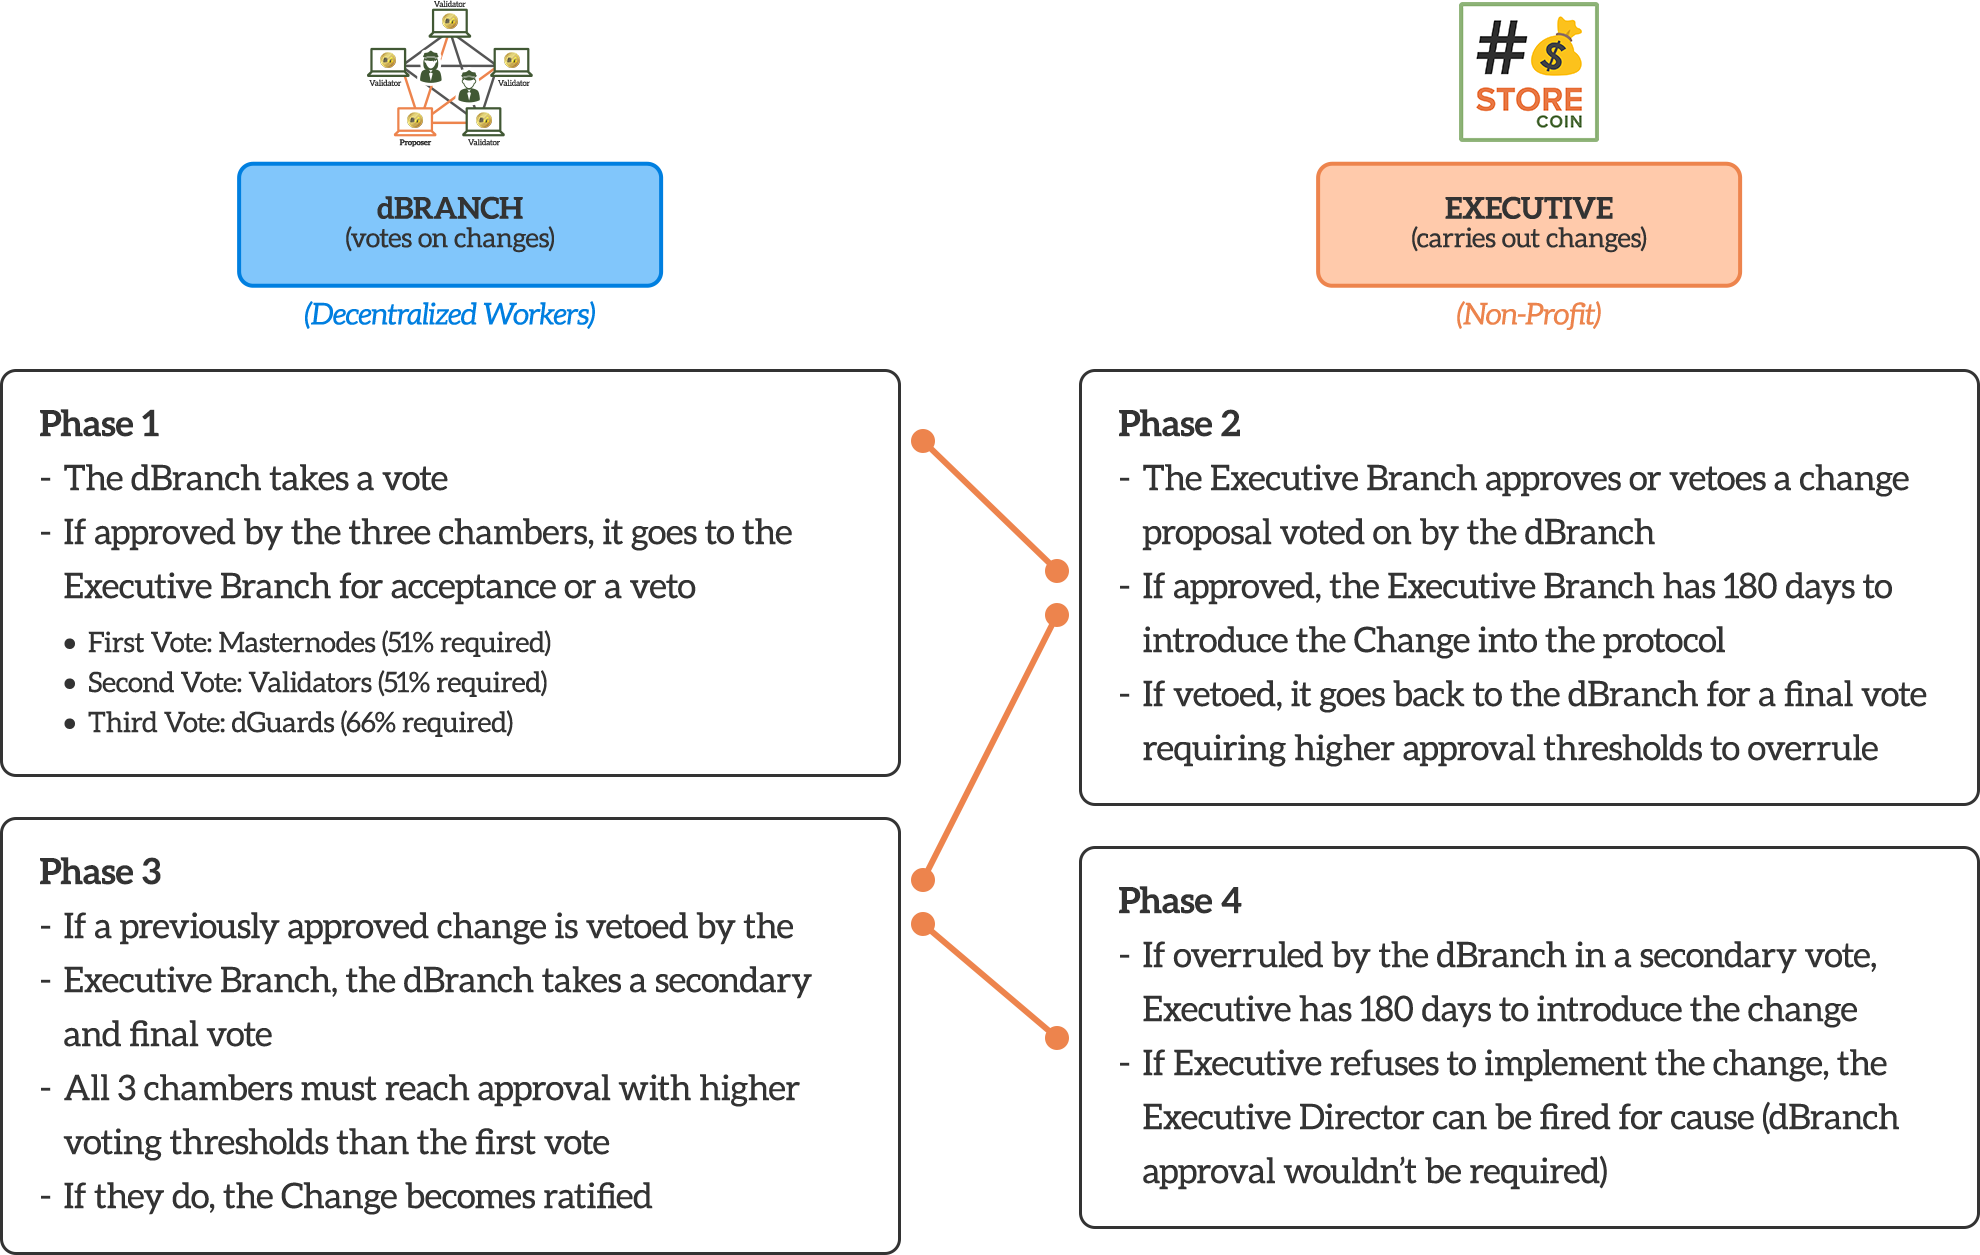 Validator
Validator
Validator
Proposer
Validator
#$
STORE
COIN
dBRANCH
(votes on changes)
(Decentralized Workers)
EXECUTIVE
(carries out changes)
(Non-Profit)
Phase 1
- The dBranch takes a vote
- If approved by the three chambers, it goes to the
Executive Branch for acceptance or a veto
• First Vote: Masternodes (51% required)
• Second Vote: Validators (51% required)
• Third Vote: dGuards (66% required)
Phase 2
- The Executive Branch approves or vetoes a change
proposal voted on by the dBranch
- If approved, the Executive Branch has 180 days to
introduce the Change into the protocol
- If vetoed, it goes back to the dBranch for a final vote
requiring higher approval thresholds to overrule
Phase 3
- If a previously approved change is vetoed by the
- Executive Branch, the dBranch takes a secondary
and final vote
- All 3 chambers must reach approval with higher
voting thresholds than the first vote
- If they do, the Change becomes ratified
Phase 4
- If overruled by the dBranch in a secondary vote,
Executive has 180 days to introduce the change
- If Executive refuses to implement the change, the
Executive Director can be fired for cause (dBranch
approval wouldn't be required)